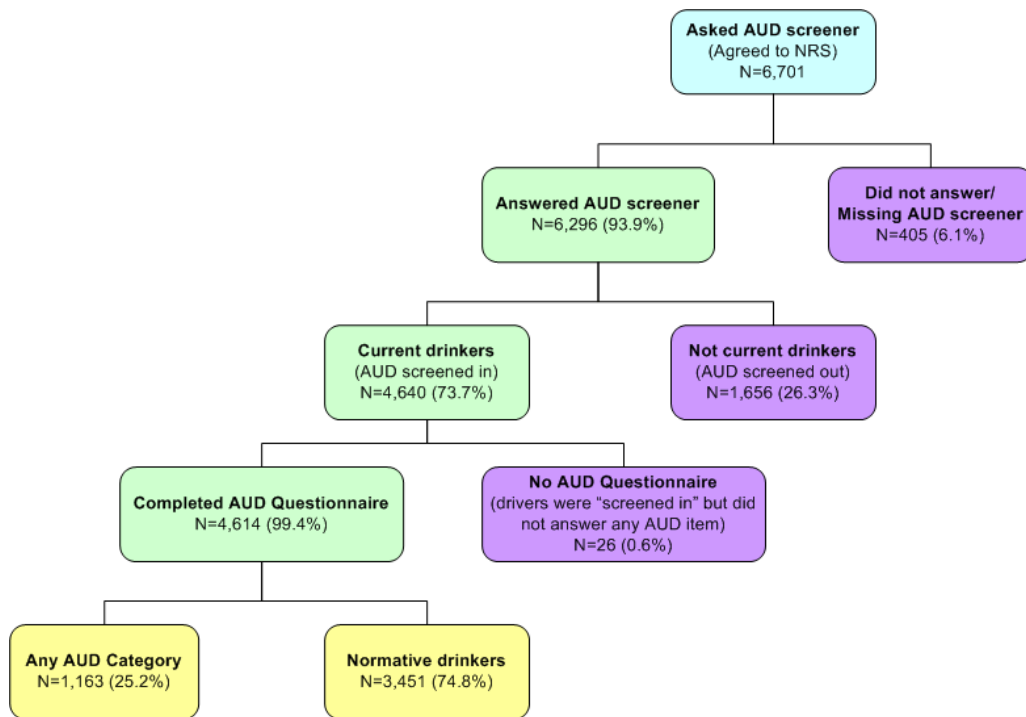 Asked AUD screener
(Agreed to NRS)
N=6,701
Answered AUD screener
N=6,296 (93.9%)
Did not answer/
Missing AUD screener
N=405 (6.1%)
Current drinkers
(AUD screened in)
N=4,640 (73.7%)
Not current drinkers
(AUD screened out)
N=1,656 (26.3%)
Completed AUD Questionnaire
N=4,614 (99.4%)
No AUD Questionnaire
(drivers were “screened in” but did
not answer any AUD item)
N=26 (0.6%)
Any AUD Category
N=1,163 (25.2%)
Normative drinkers
N=3,451 (74.8%)